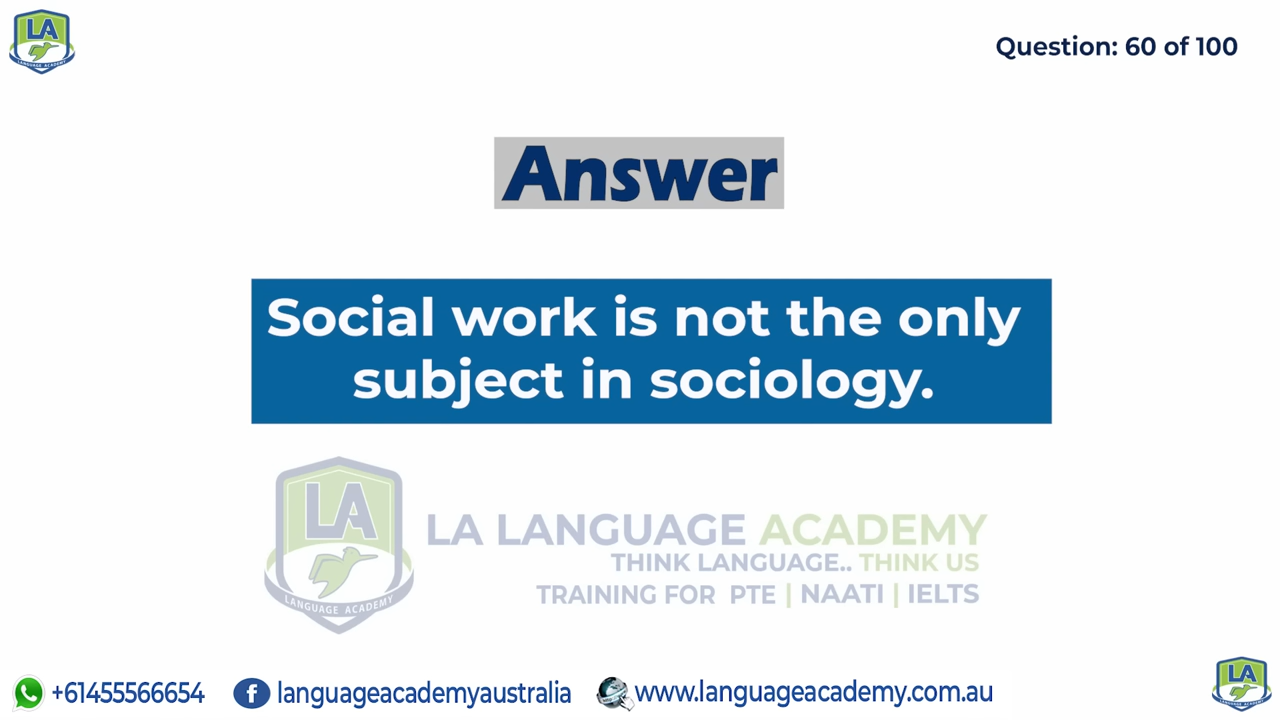 LA
LANGUAGE ACADEMY
Question: 60 of 100
Answer
Social work is not the only
subject in sociology.
LA
LANGUAGE ACADEMY
LA LANGUAGE ACADEMY
THINK LANGUAGE.. THINK US
TRAINING FOR PTE | NAATI | IELTS
+61455566654
languageacademyaustralia
www.languageacademy.com.au
LA
LANGUAGE ACADEMY